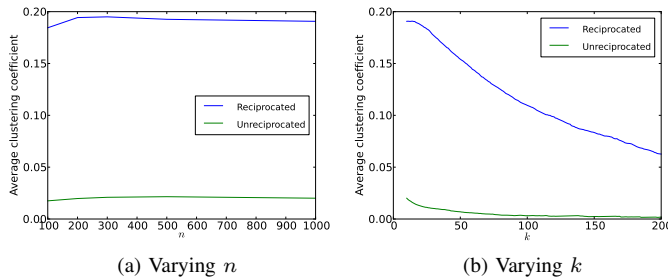 0.20
0.15
0.10
0.05
0.00
100 200 300 400 500 600 700 800 900 1000
n
Average clustering coefficient
Reciprocated
Unreciprocated
(a) Varying n
0.20
0.15
0.10
0.05
0.00
0 50 100 150 200
k
Average clustering coefficient
Reciprocated
Unreciprocated
(b) Varying k